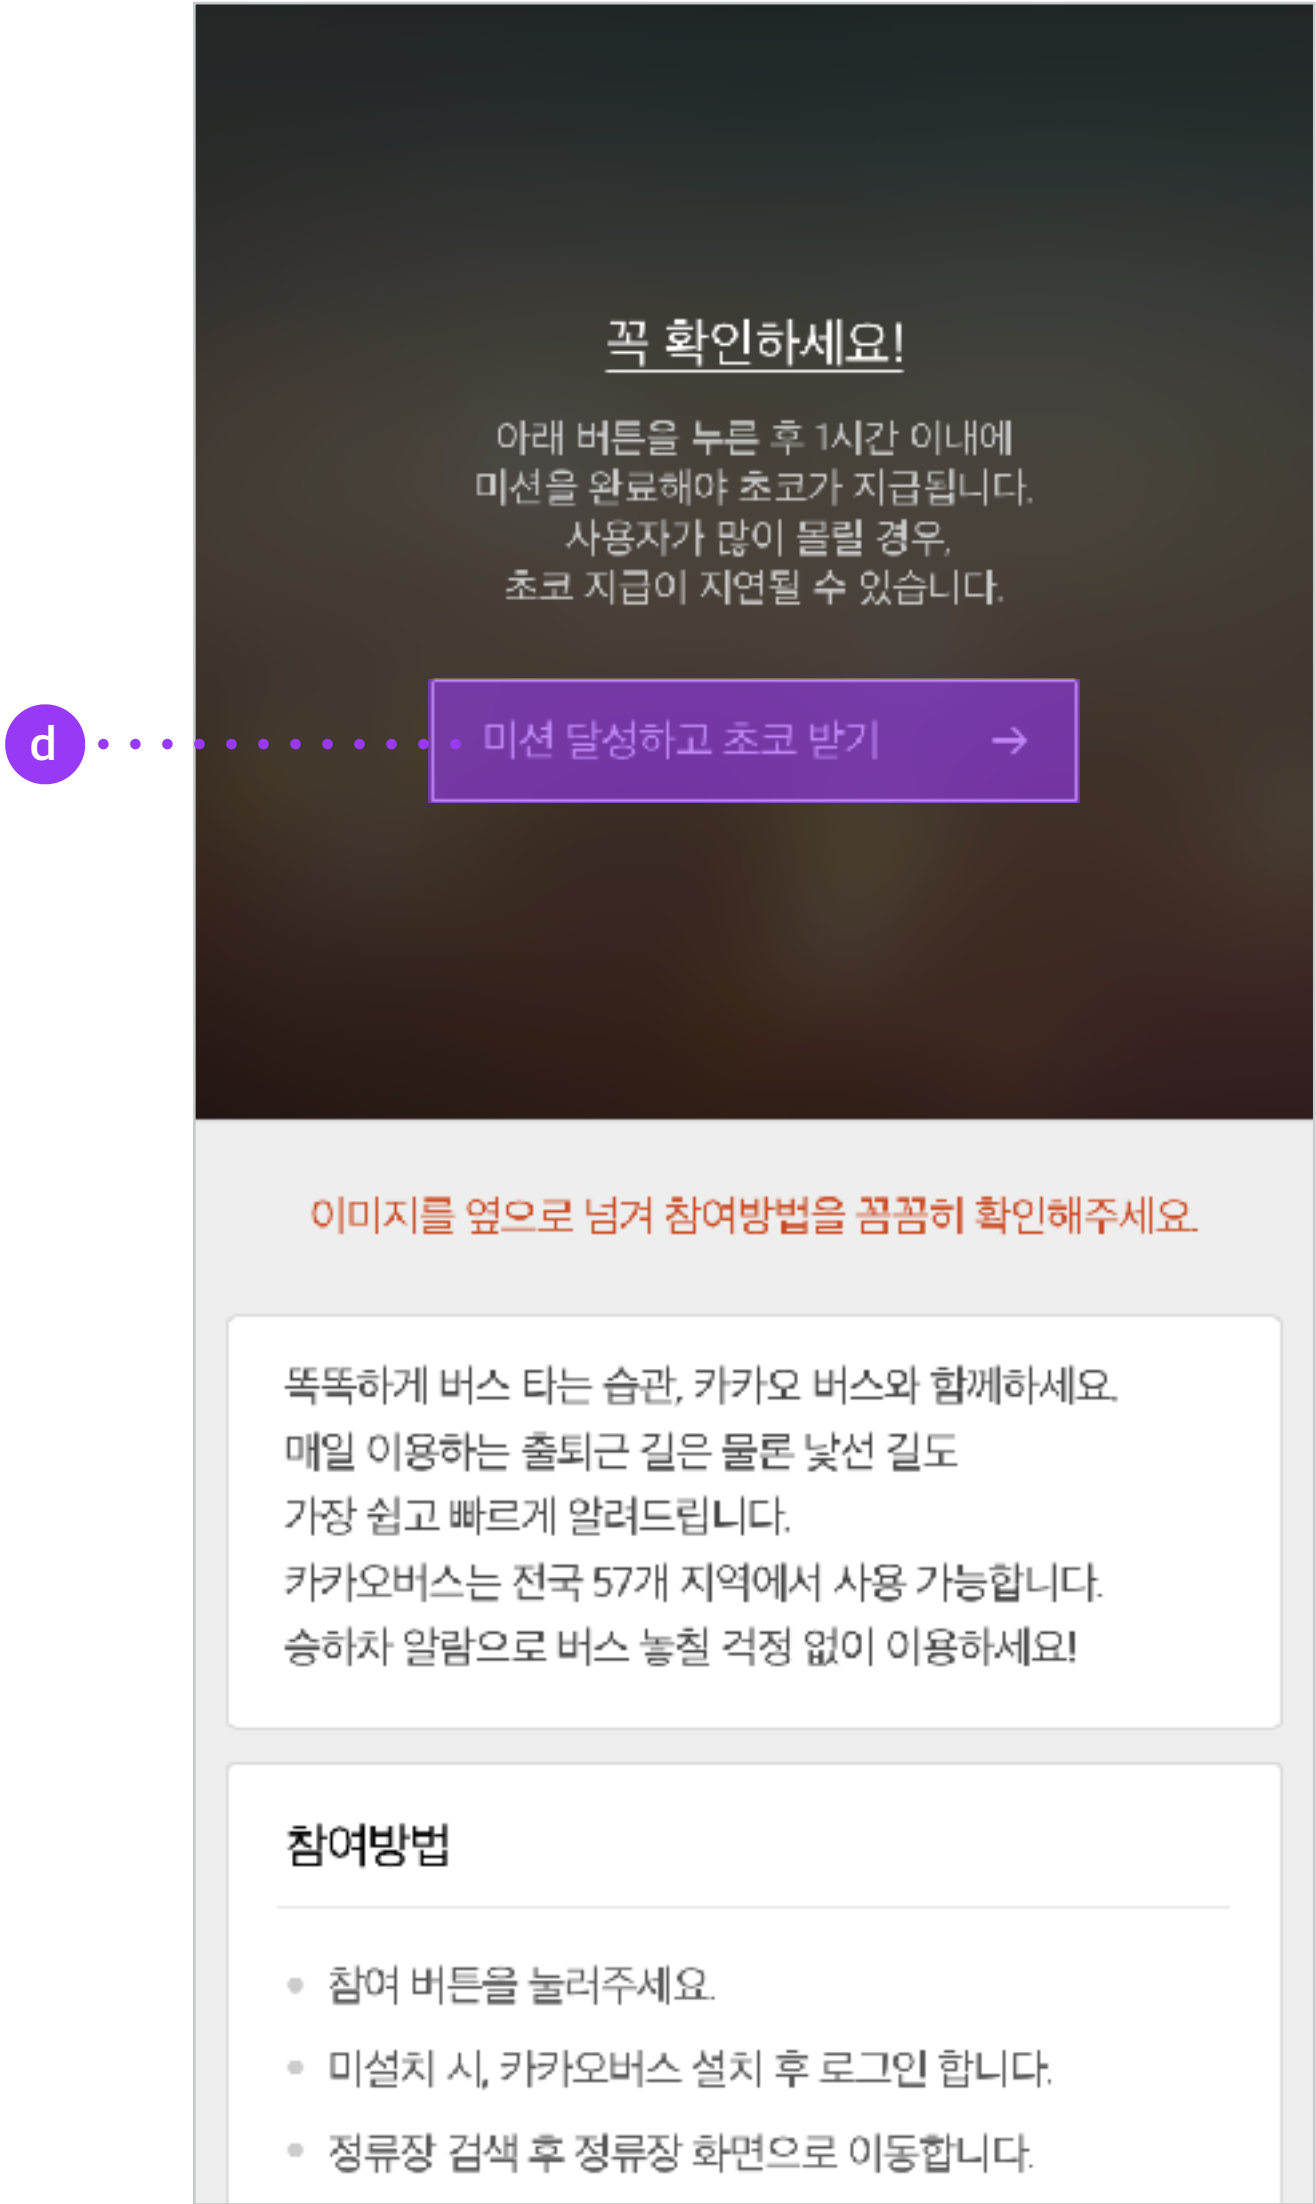 꼭 확인하세요!
아래 버튼을 누른 후 1시간 이내에
미션을 완료해야 초코가 지급됩니다.
사용자가 많이 몰릴 경우,
초코 지급이 지연될 수 있습니다.
d
미션 달성하고 초코 받기 →
이미지를 옆으로 넘겨 참여방법을 꼼꼼히 확인해주세요.
똑똑하게 버스 타는 습관, 카카오 버스와 함께하세요.
매일 이용하는 출퇴근 길은 물론 낯선 길도
가장 쉽고 빠르게 알려드립니다.
카카오버스는 전국 57개 지역에서 사용 가능합니다.
승하차 알람으로 버스 놓칠 걱정 없이 이용하세요!
참여방법
참여 버튼을 눌러주세요.
미설치 시, 카카오버스 설치 후 로그인 합니다.
정류장 검색 후 정류장 화면으로 이동합니다.